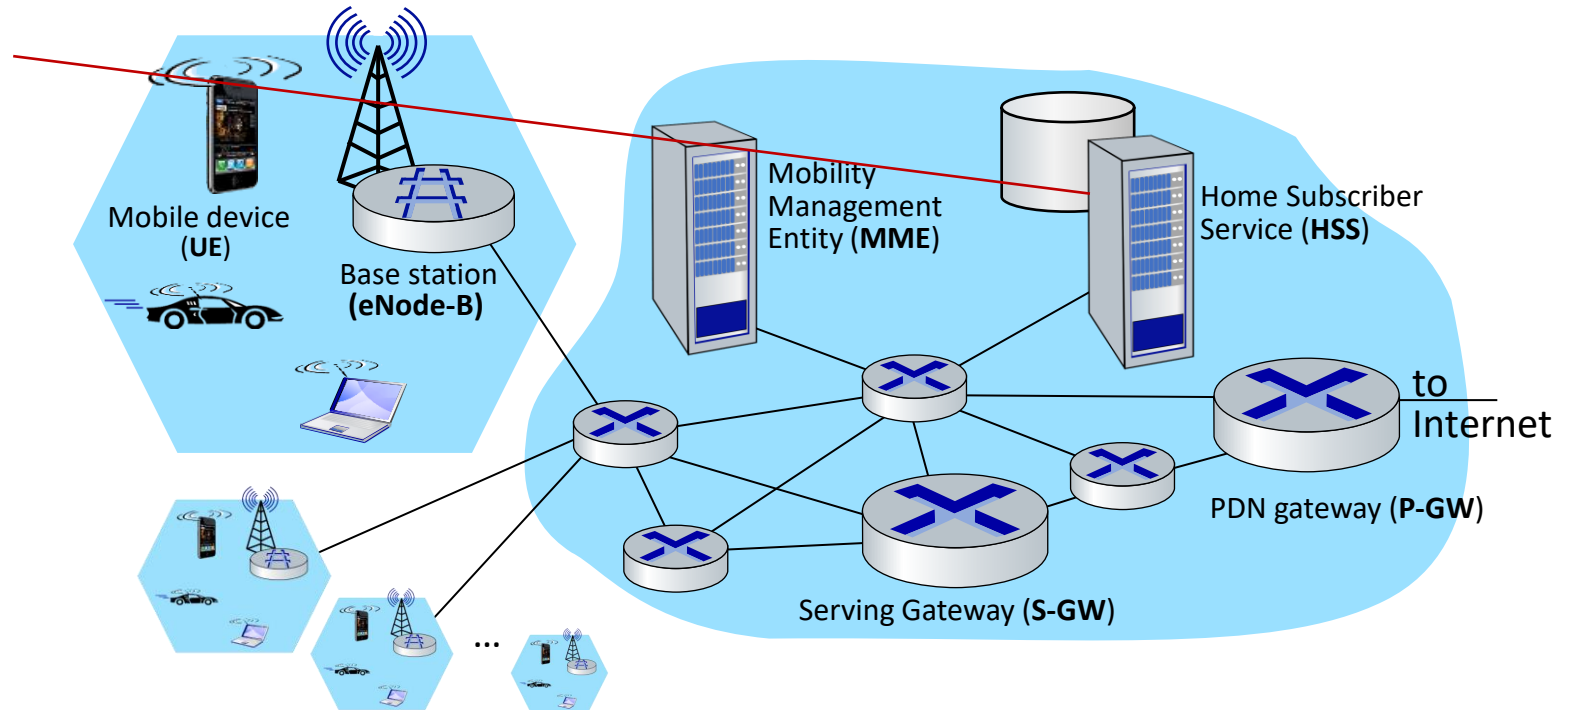 Mobile device
(UE)
Base station
(eNode-B)
Mobility
Management
Entity (MME)
Home Subscriber
Service (HSS)
to
Internet
PDN gateway (P-GW)
Serving Gateway (S-GW)
...